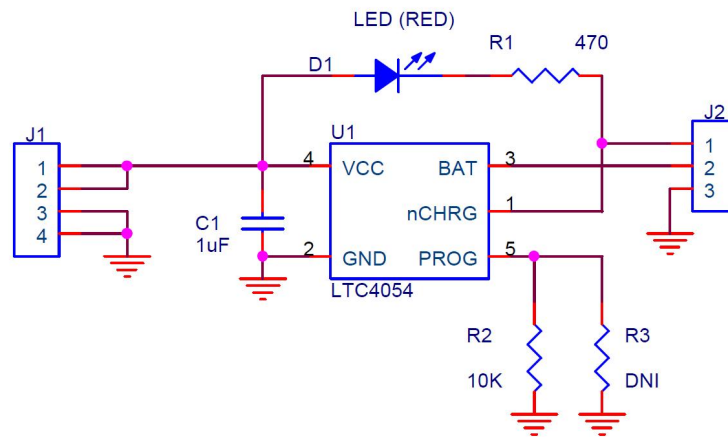 LED (RED)
D1
R1 470
J1
1
2
3
4
U1
4 VCC
BAT 3
nCHRG 1
2 GND
PROG 5
LTC4054
C1
1uF
J2
1
2
3
R2
10K
R3
DNI